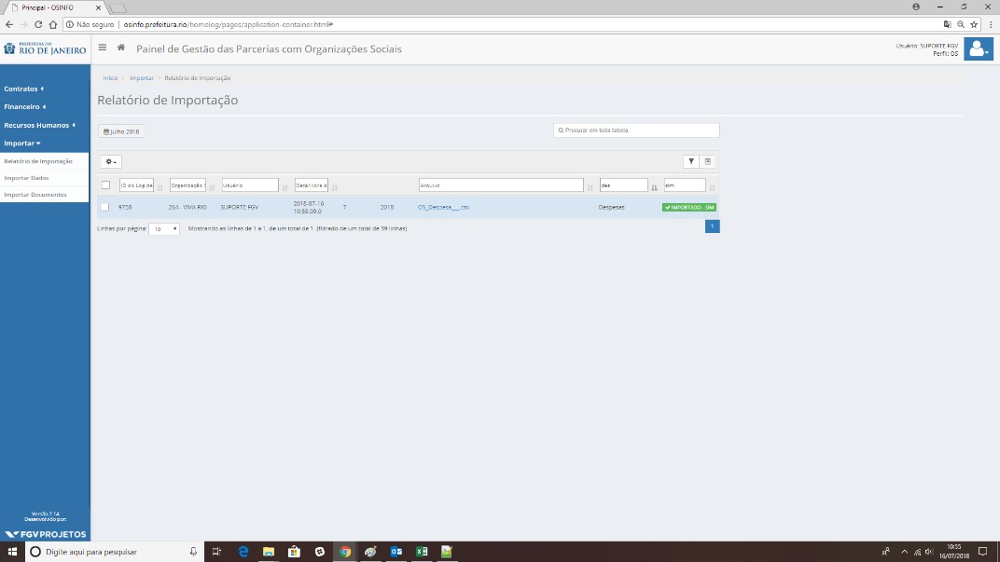 Principal - OSINFO
Não seguro | osinfo.prefeitura.rio/homolog/pages/application-container.html#
PREFEITURA DO
RIO DE JANEIRO
Painel de Gestão das Parcerias com Organizações Sociais
Usuário: SUPORTE FGV
Perfil: OS
Contratos
Financeiro
Recursos Humanos
Importar
Relatório de Importação
Importar Dados
Importar Documentos
Início > Importar > Relatório de Importação
Relatório de Importação
Julho 2018
Procurar em toda tabela
ID do Log de
Organização S
Usuário
Data/Hora d
Arquivo
des
sim
9758 264 - VIVA RIO SUPORTE FGV 2018-07-16 10:55:09.0 7 2018 OS_Despesa___.csv Despesas IMPORTADO - SIM
Linhas por página: 10 Mostrando as linhas de 1 a 1, de um total de 1. (filtrado de um total de 39 linhas) 1
Versão 2.14
Desenvolvido por:
FGV PROJETOS
Digite aqui para pesquisar
10:55
16/07/2018